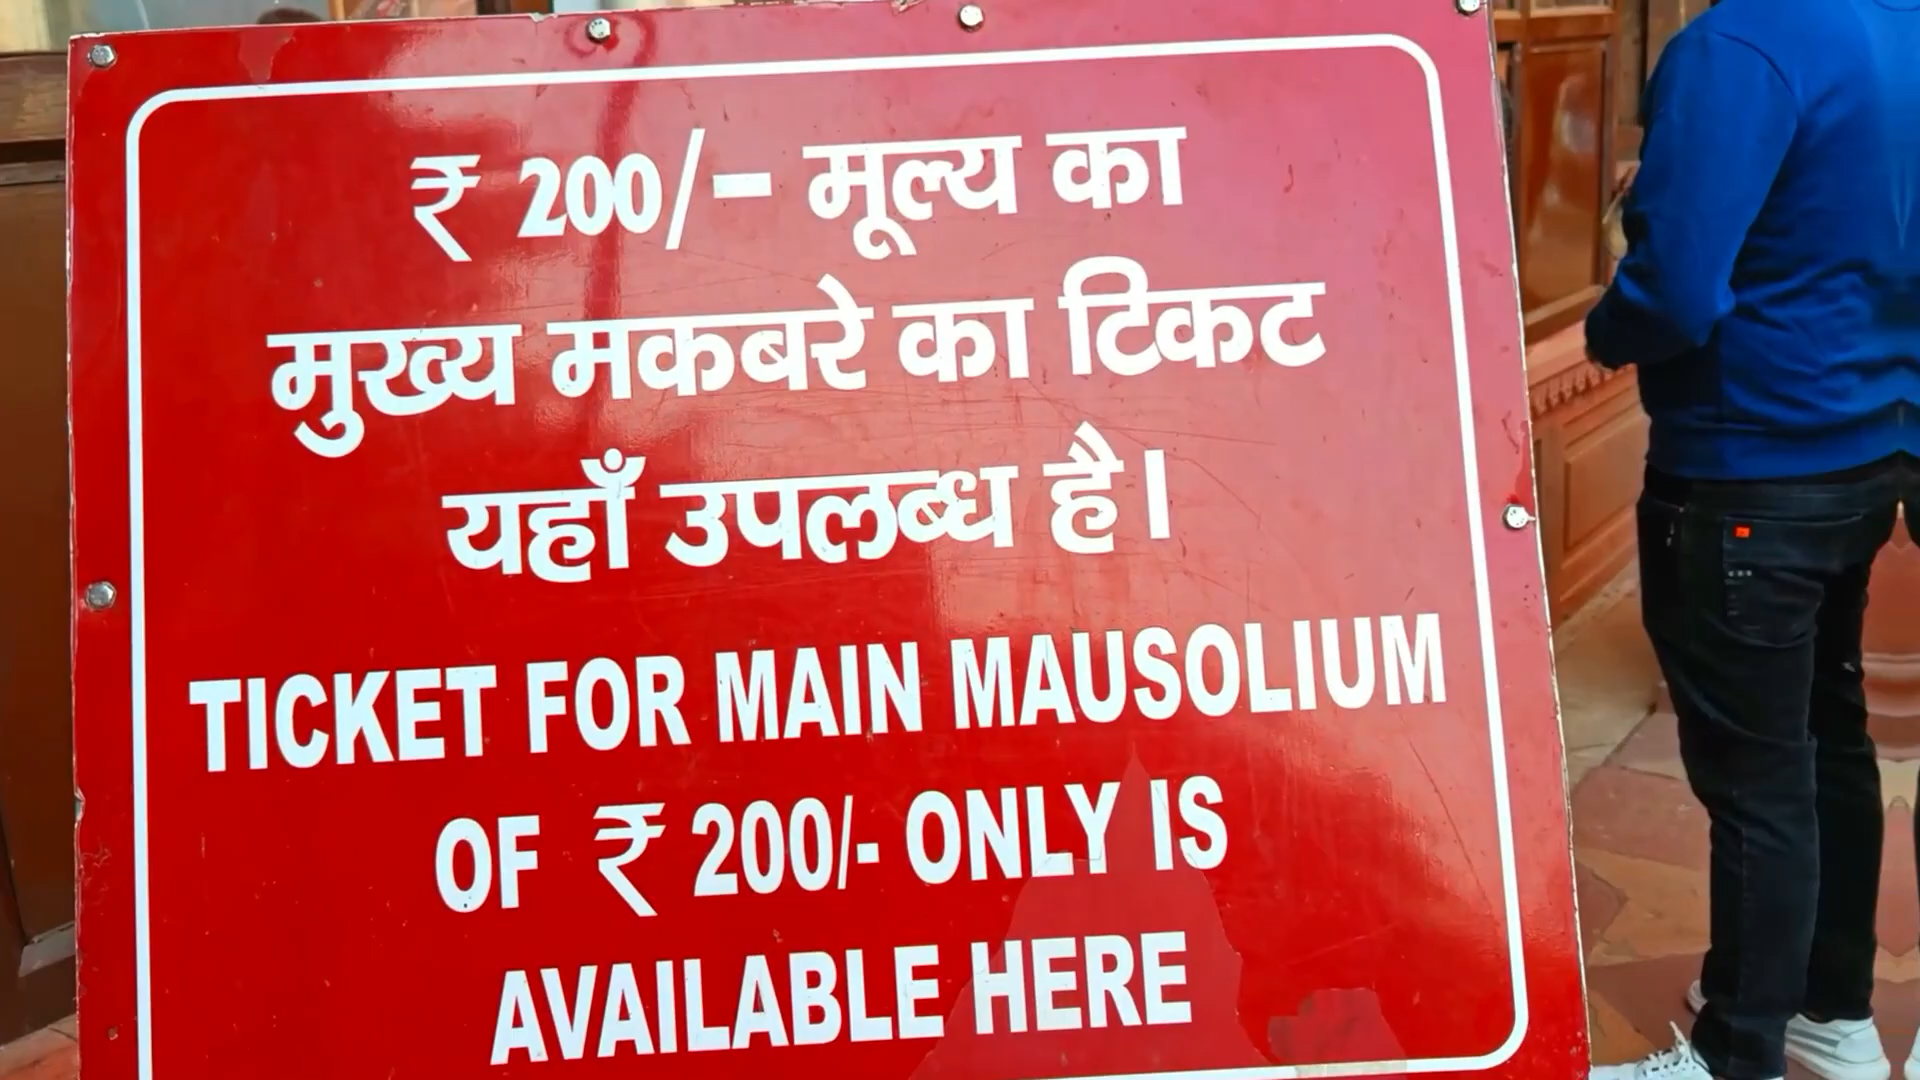 ₹ 200/- मूल्य का
मुख्य मकबरे का टिकट
यहाँ उपलब्ध है।
TICKET FOR MAIN MAUSOLIUM
OF ₹ 200/- ONLY IS
AVAILABLE HERE